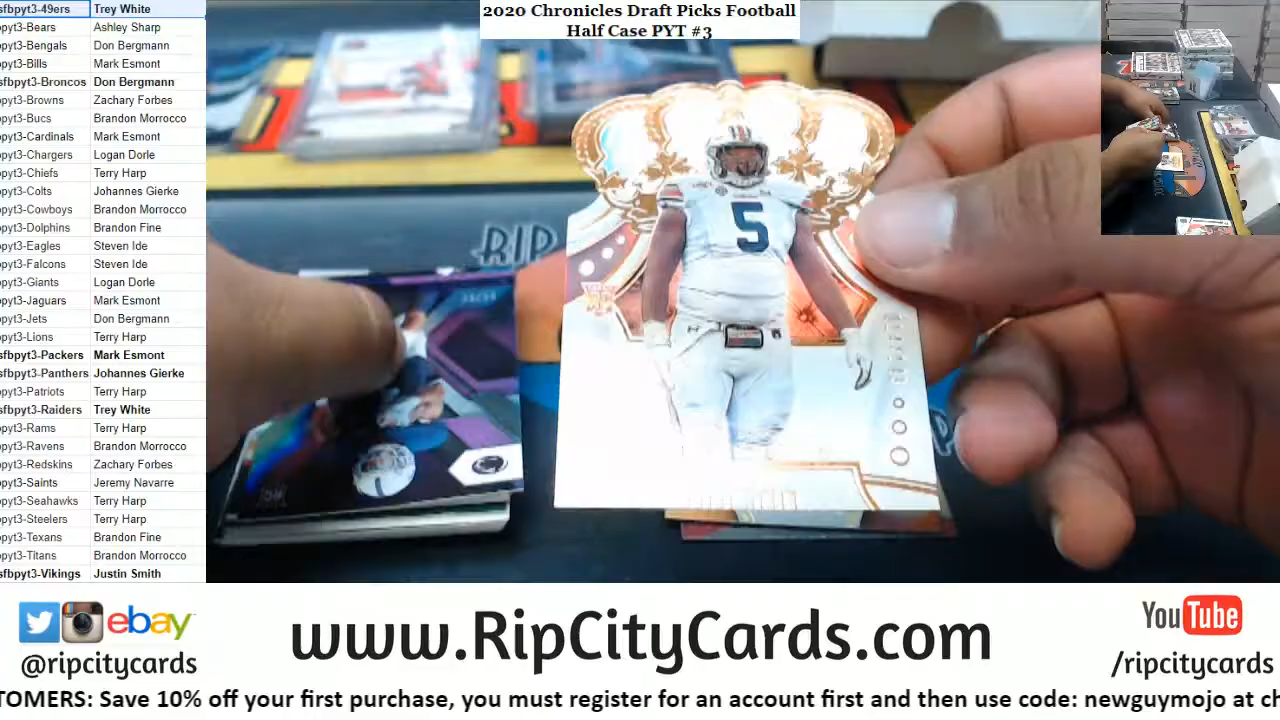 2020 Chronicles Draft Picks Football
Half Case PYT #3
sfbpyt3-49ers Trey White
pyt3-Bears Ashley Sharp
pyt3-Bengals Don Bergmann
pyt3-Bills Mark Esmont
sfbpyt3-Broncos Don Bergmann
pyt3-Browns Zachary Forbes
pyt3-Bucs Brandon Morrocco
pyt3-Cardinals Mark Esmont
pyt3-Chargers Logan Dorle
pyt3-Chiefs Terry Harp
pyt3-Colts Johannes Gierke
pyt3-Cowboys Brandon Morrocco
pyt3-Dolphins Brandon Fine
pyt3-Eagles Steven Ide
pyt3-Falcons Steven Ide
pyt3-Giants Logan Dorle
pyt3-Jaguars Mark Esmont
pyt3-Jets Don Bergmann
pyt3-Lions Terry Harp
sfbpyt3-Packers Mark Esmont
sfbpyt3-Panthers Johannes Gierke
pyt3-Patriots Terry Harp
sfbpyt3-Raiders Trey White
pyt3-Rams Terry Harp
pyt3-Ravens Brandon Morrocco
pyt3-Redskins Zachary Forbes
pyt3-Saints Jeremy Navarre
pyt3-Seahawks Terry Harp
pyt3-Steelers Terry Harp
pyt3-Texans Brandon Fine
pyt3-Titans Brandon Morrocco
sfbpyt3-Vikings Justin Smith
RIP
5
ebay
@ripcitycards
www.RipCityCards.com
YouTube
/ripcitycards
TOMERS: Save 10% off your first purchase, you must register for an account first and then use code: newguymojo at ch